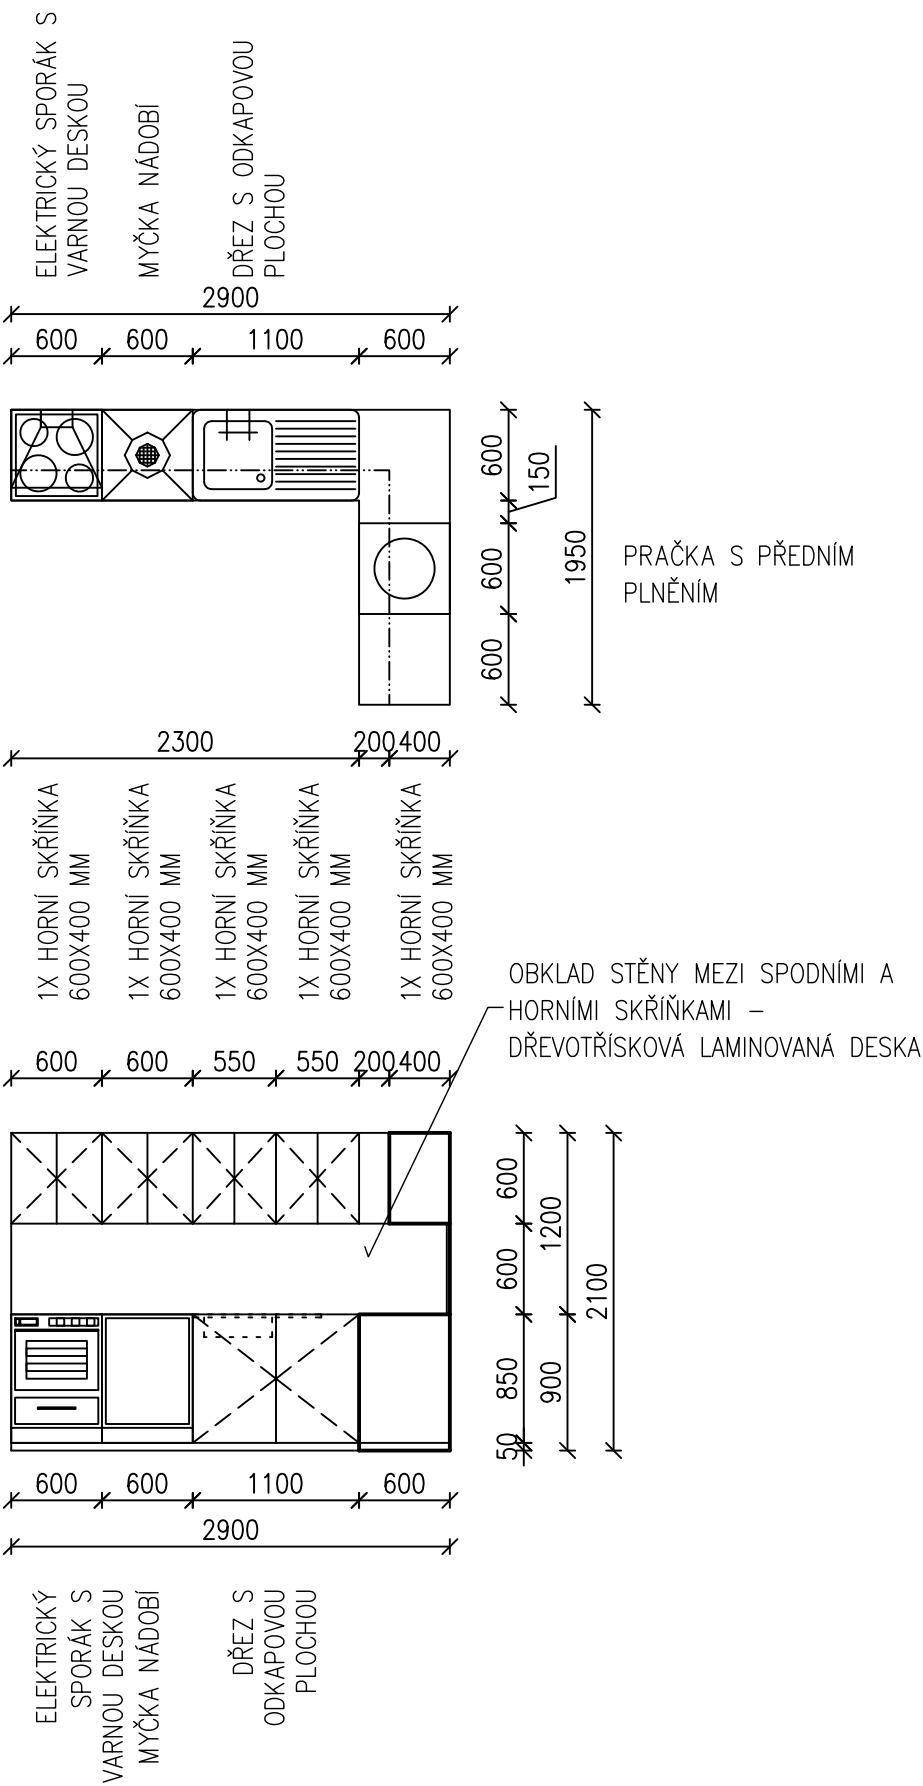 ELEKTRICKÝ SPORÁK S
VARNOU DESKOU
MYČKA NÁDOBÍ
DŘEZ S ODKAPOVOU
PLOCHOU
2900
600
600
1100
600
600
150
600
600
1950
PRAČKA S PŘEDNÍM
PLNĚNÍM
2300
200
400
1X HORNÍ SKŘÍŇKA
600X400 MM
1X HORNÍ SKŘÍŇKA
600X400 MM
1X HORNÍ SKŘÍŇKA
600X400 MM
1X HORNÍ SKŘÍŇKA
600X400 MM
1X HORNÍ SKŘÍŇKA
600X400 MM
OBKLAD STĚNY MEZI SPODNÍMI A
HORNÍMI SKŘÍŇKAMI –
DŘEVOTŘÍSKOVÁ LAMINOVANÁ DESKA
600
600
550
550
200
400
600
600
850
50
1200
900
2100
600
600
1100
600
2900
ELEKTRICKÝ
SPORÁK S
VARNOU DESKOU
MYČKA NÁDOBÍ
DŘEZ S
ODKAPOVOU
PLOCHOU